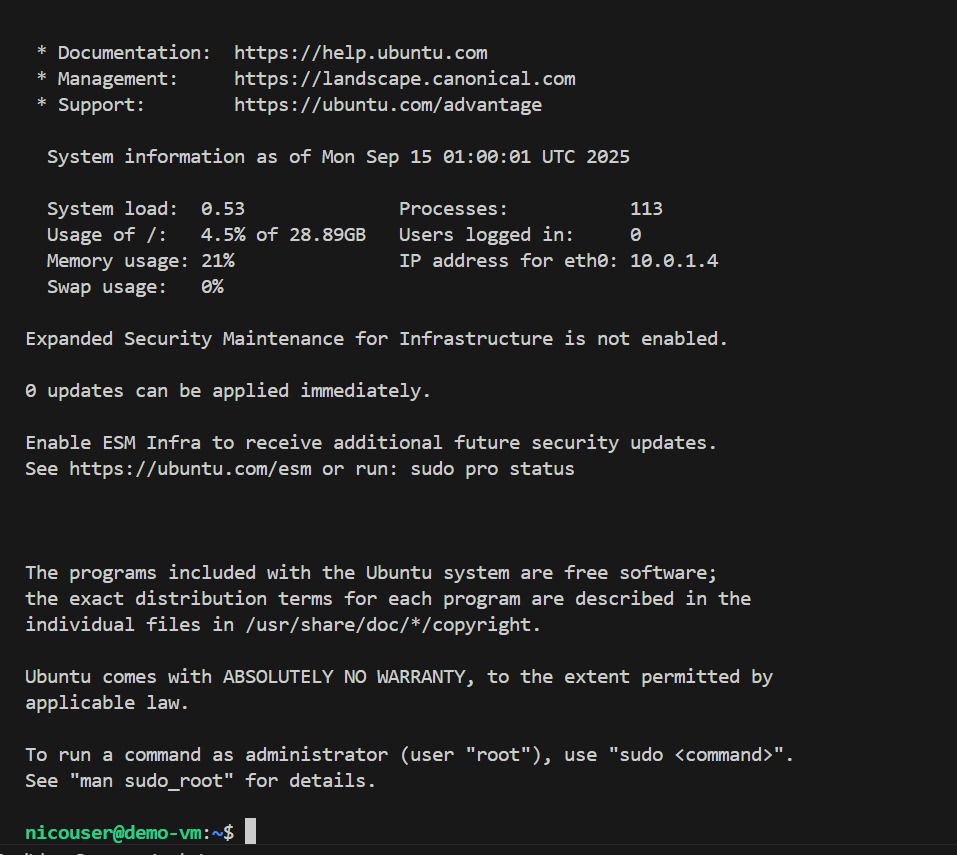 * Documentation:  https://help.ubuntu.com
 * Management:     https://landscape.canonical.com
 * Support:        https://ubuntu.com/advantage

  System information as of Mon Sep 15 01:00:01 UTC 2025

  System load:  0.53              Processes:           113
  Usage of /:   4.5% of 28.89GB   Users logged in:     0
  Memory usage: 21%               IP address for eth0: 10.0.1.4
  Swap usage:   0%

Expanded Security Maintenance for Infrastructure is not enabled.

0 updates can be applied immediately.

Enable ESM Infra to receive additional future security updates.
See https://ubuntu.com/esm or run: sudo pro status

The programs included with the Ubuntu system are free software;
the exact distribution terms for each program are described in the
individual files in /usr/share/doc/*/copyright.

Ubuntu comes with ABSOLUTELY NO WARRANTY, to the extent permitted by
applicable law.

To run a command as administrator (user "root"), use "sudo <command>".
See "man sudo_root" for details.

nicouser@demo-vm:~$